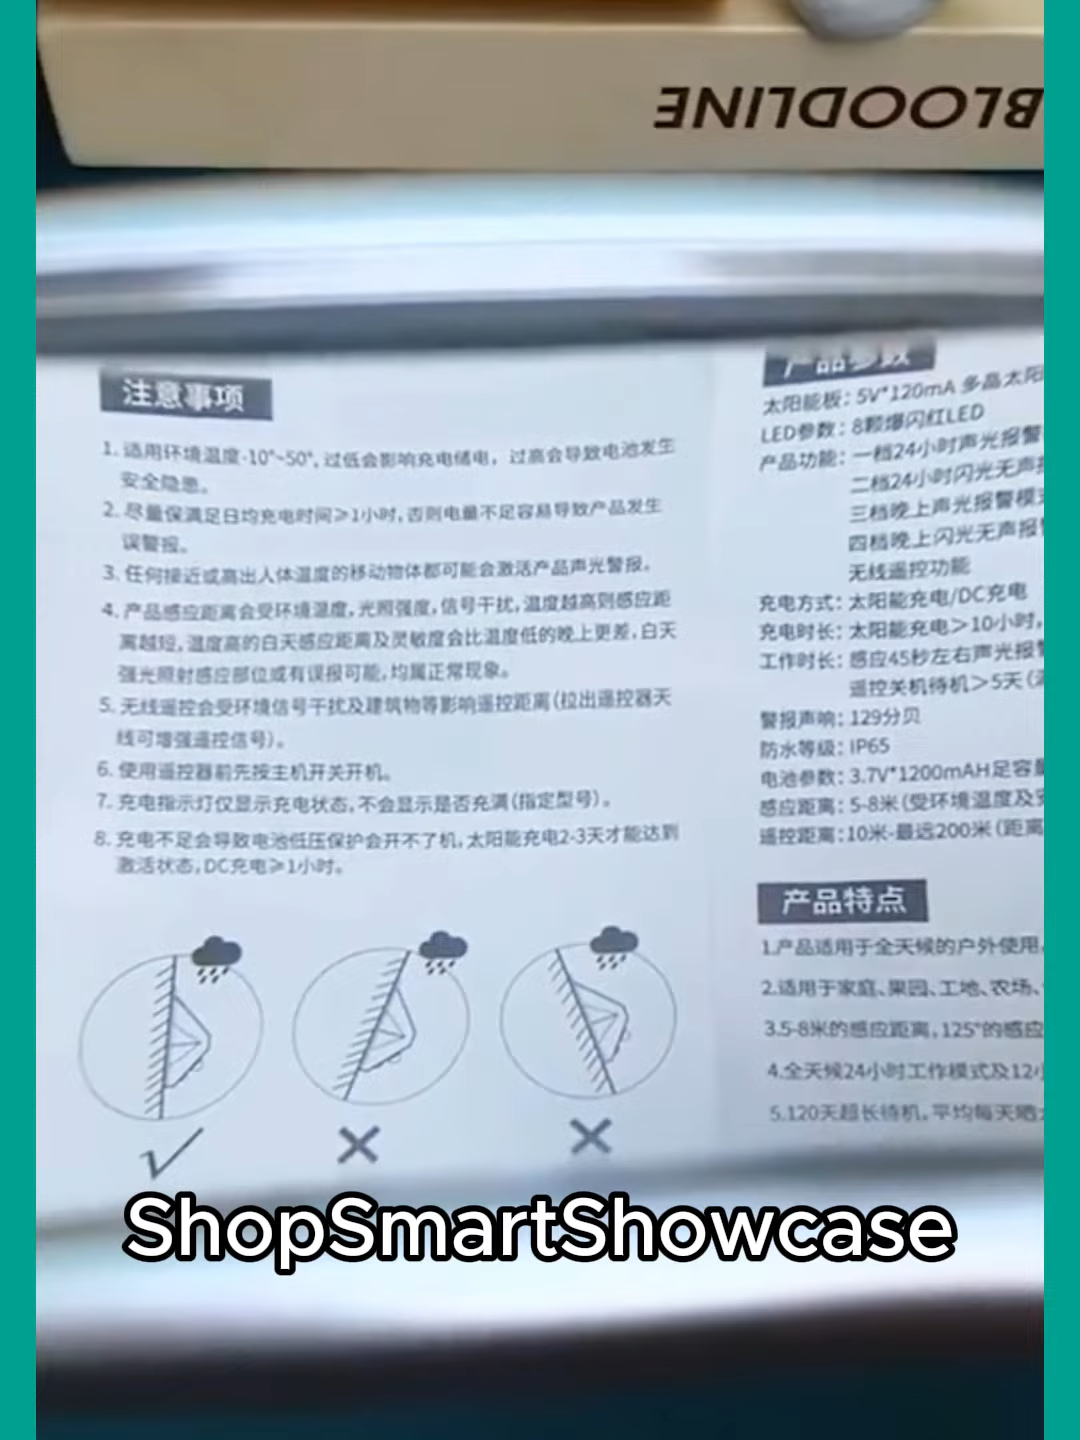 BLOODLINE
注意事项
1. 适用环境温度-10°~50°, 过低会影响充电储电，过高会导致电池发生
安全隐患。
2. 尽量保满足日均充电时间≥1小时, 否则电量不足容易导致产品发生
误警报。
3. 任何接近或高出人体温度的移动物体都可能会激活产品声光警报。
4. 产品感应距离会受环境温度, 光照强度, 信号干扰, 温度越高则感应距
离越短, 温度高的白天感应距离及灵敏度会比温度低的晚上更差, 白天
强光照射感应部位或有误报可能, 均属正常现象。
5. 无线遥控会受环境信号干扰及建筑物等影响遥控距离(拉出遥控器天
线可增强遥控信号)。
6. 使用遥控器前先按主机开关开机。
7. 充电指示灯仅显示充电状态, 不会显示是否充满(指定型号)。
8. 充电不足会导致电池低压保护会开不了机, 太阳能充电2-3天才能达到
激活状态, DC充电≥1小时。
产品参数
太阳能板: 5V*120mA 多晶太阳
LED参数: 8颗爆闪红LED
产品功能: 一档24小时声光报警
二档24小时闪光无声
三档晚上声光报警模
四档晚上闪光无声报
无线遥控功能
充电方式: 太阳能充电/DC充电
充电时长: 太阳能充电>10小时,
工作时长: 感应45秒左右声光报警
遥控关机待机>5天(
警报声响: 129分贝
防水等级: IP65
电池参数: 3.7V*1200mAH足容量
感应距离: 5-8米(受环境温度及
遥控距离:10米-最远200米(距离
产品特点
1.产品适用于全天候的户外使用
2.适用于家庭、果园、工地、农场、
3.5-8米的感应距离, 125°的感应
4.全天候24小时工作模式及12小
5.120天超长待机, 平均每天晒
ShopSmartShowcase